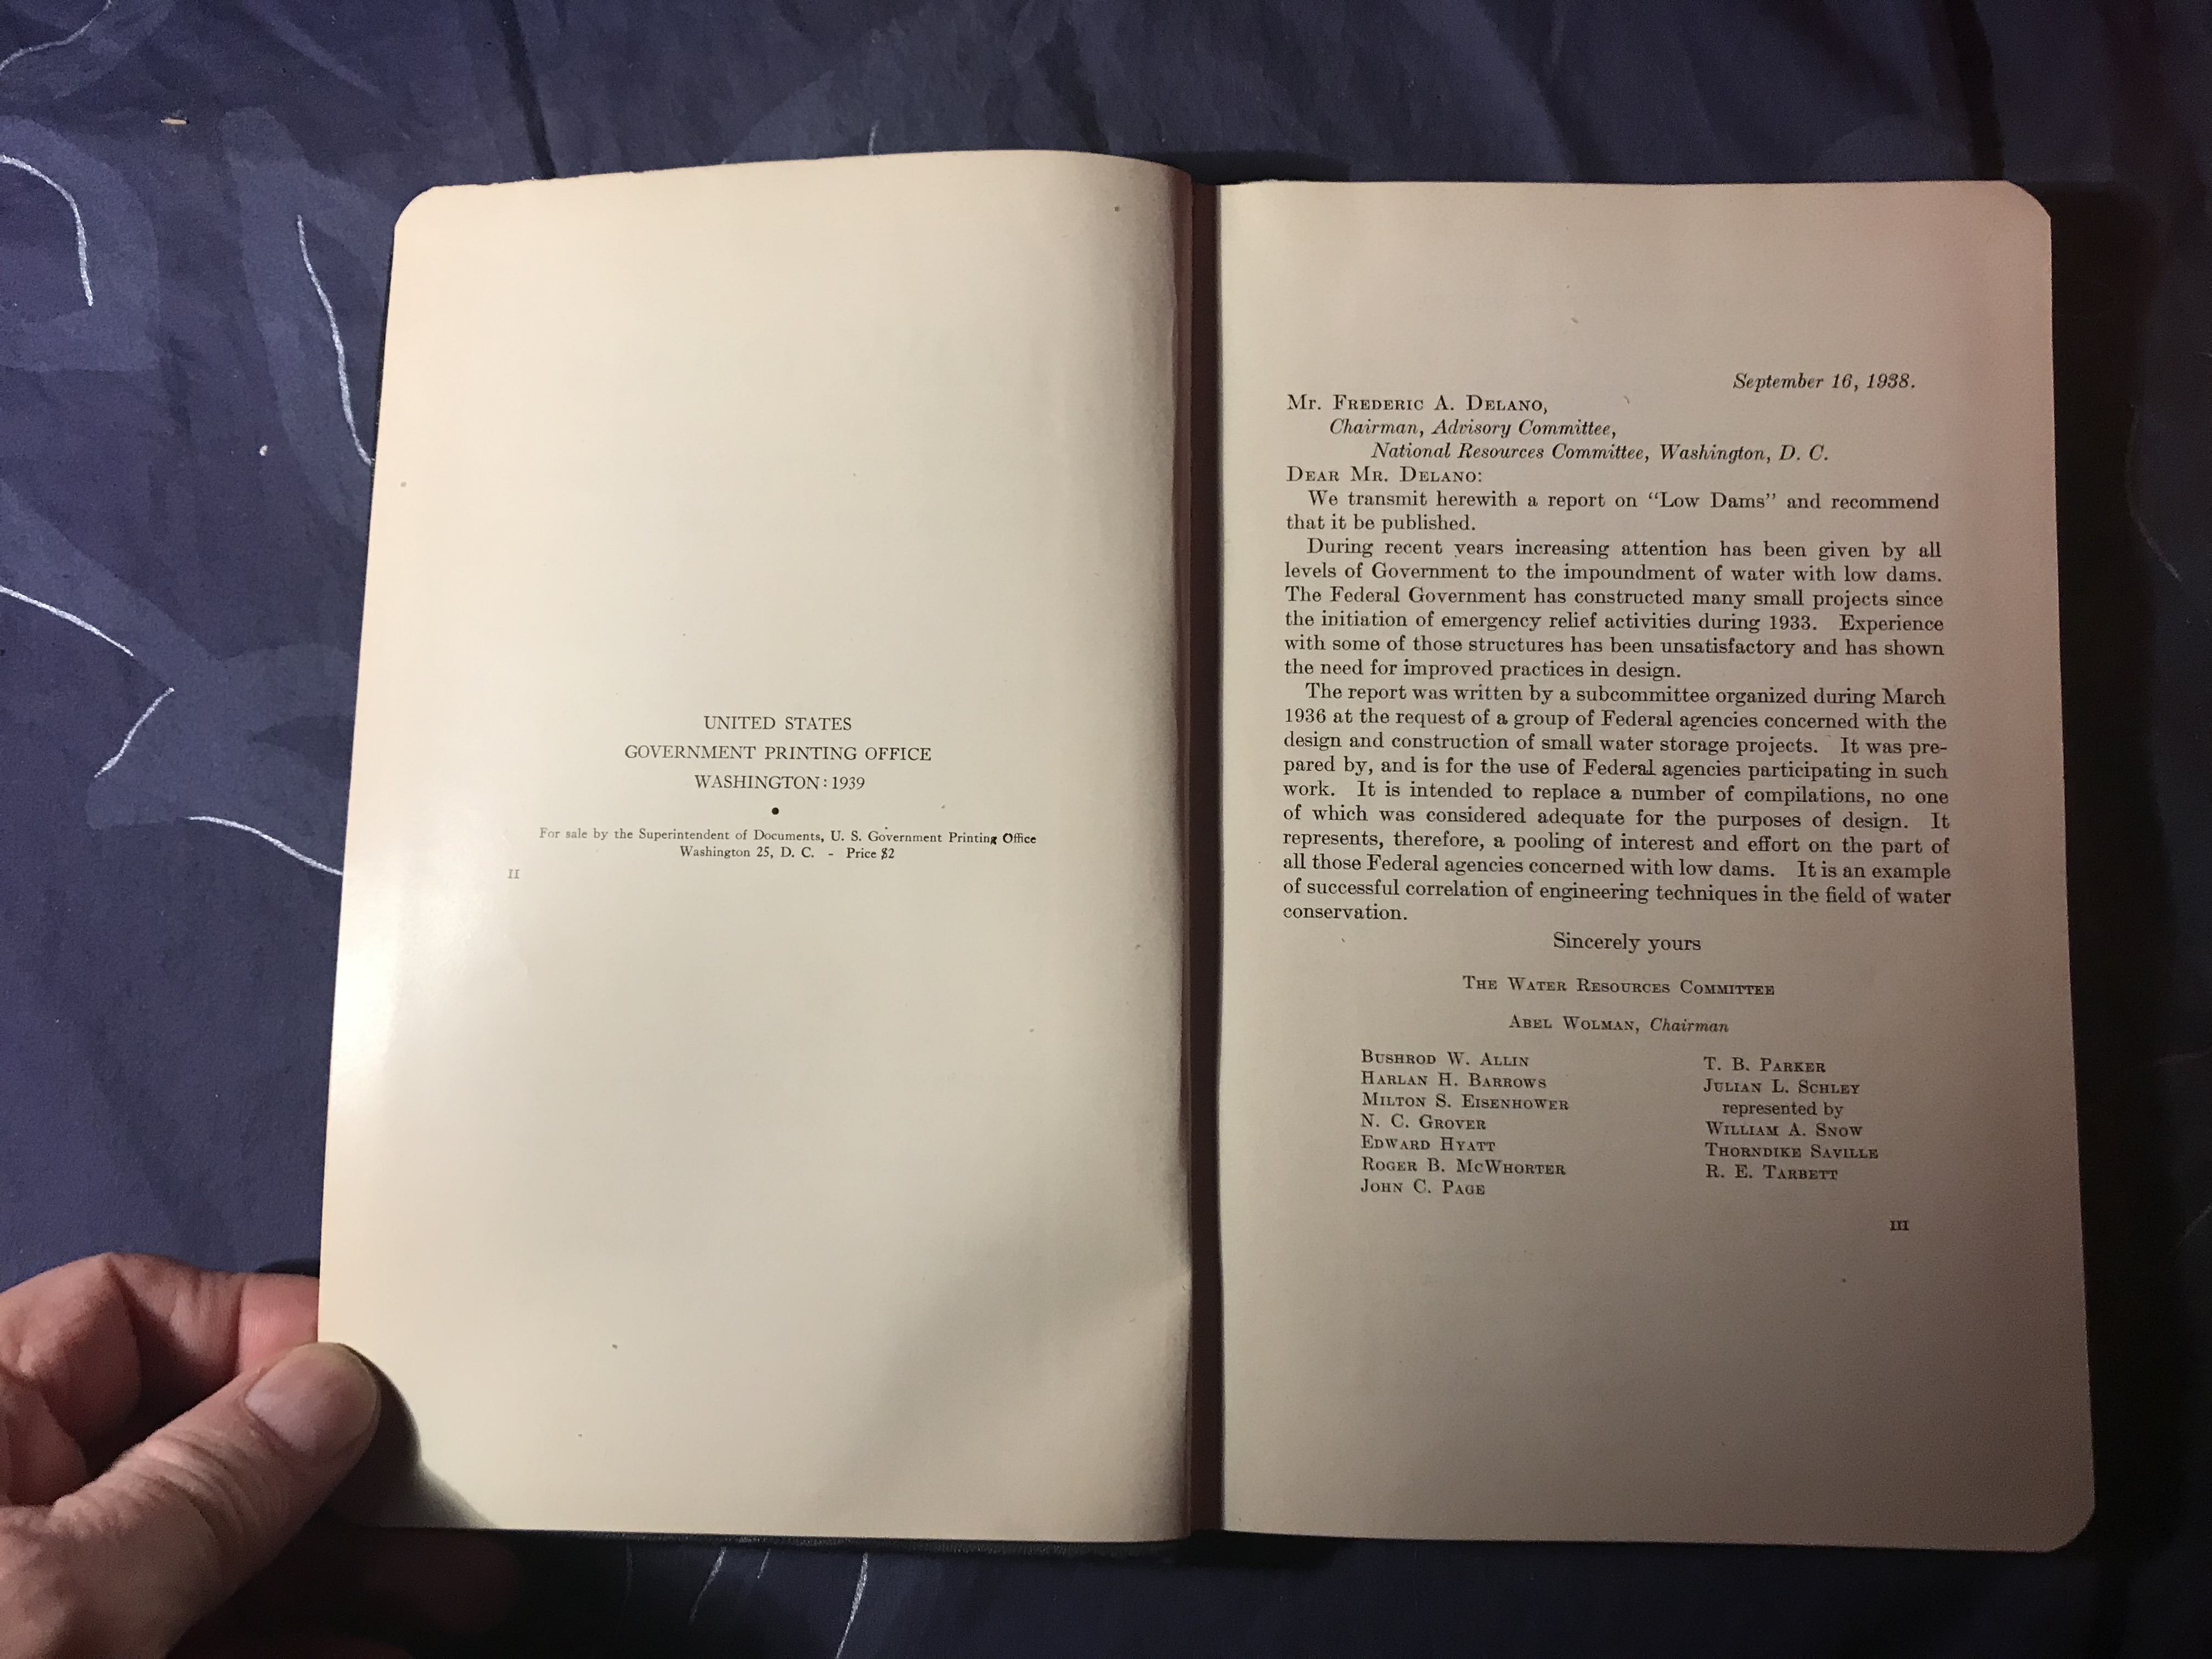 UNITED STATES
GOVERNMENT PRINTING OFFICE
WASHINGTON : 1939
•
For sale by the Superintendent of Documents, U. S. Government Printing Office
Washington 25, D. C. - Price $2
II
September 16, 1938.
Mr. FREDERIC A. DELANO,
Chairman, Advisory Committee,
National Resources Committee, Washington, D. C.
DEAR MR. DELANO:
We transmit herewith a report on “Low Dams” and recommend
that it be published.
During recent years increasing attention has been given by all
levels of Government to the impoundment of water with low dams.
The Federal Government has constructed many small projects since
the initiation of emergency relief activities during 1933. Experience
with some of those structures has been unsatisfactory and has shown
the need for improved practices in design.
The report was written by a subcommittee organized during March
1936 at the request of a group of Federal agencies concerned with the
design and construction of small water storage projects. It was pre-
pared by, and is for the use of Federal agencies participating in such
work. It is intended to replace a number of compilations, no one
of which was considered adequate for the purposes of design. It
represents, therefore, a pooling of interest and effort on the part of
all those Federal agencies concerned with low dams. It is an example
of successful correlation of engineering techniques in the field of water
conservation.
Sincerely yours
THE WATER RESOURCES COMMITTEE
ABEL WOLMAN, Chairman
BUSHROD W. ALLIN
HARLAN H. BARROWS
MILTON S. EISENHOWER
N. C. GROVER
EDWARD HYATT
ROGER B. MCWHORTER
JOHN C. PAGE
T. B. PARKER
JULIAN L. SCHLEY
represented by
WILLIAM A. SNOW
THORNDIKE SAVILLE
R. E. TARBETT
III